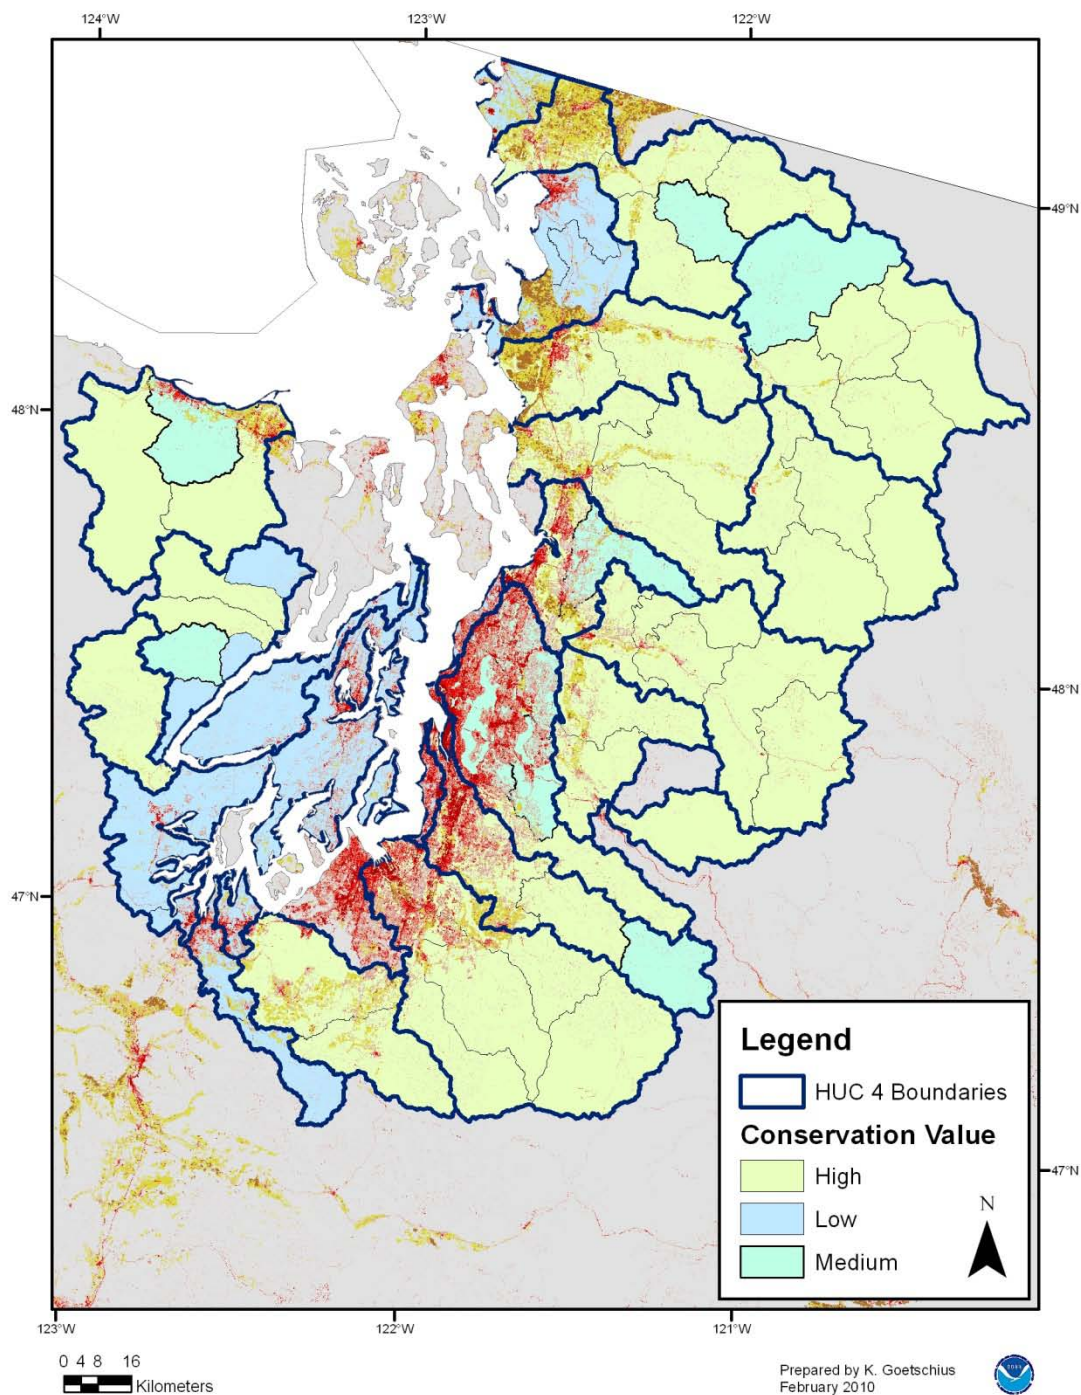 124°W
123°W
122°W
49°N
48°N
48°N
47°N
47°N
Legend
HUC 4 Boundaries
Conservation Value
High
Low
Medium
N
123°W
122°W
121°W
0 4 8 16
Kilometers
Prepared by K. Goetschius
February 2010